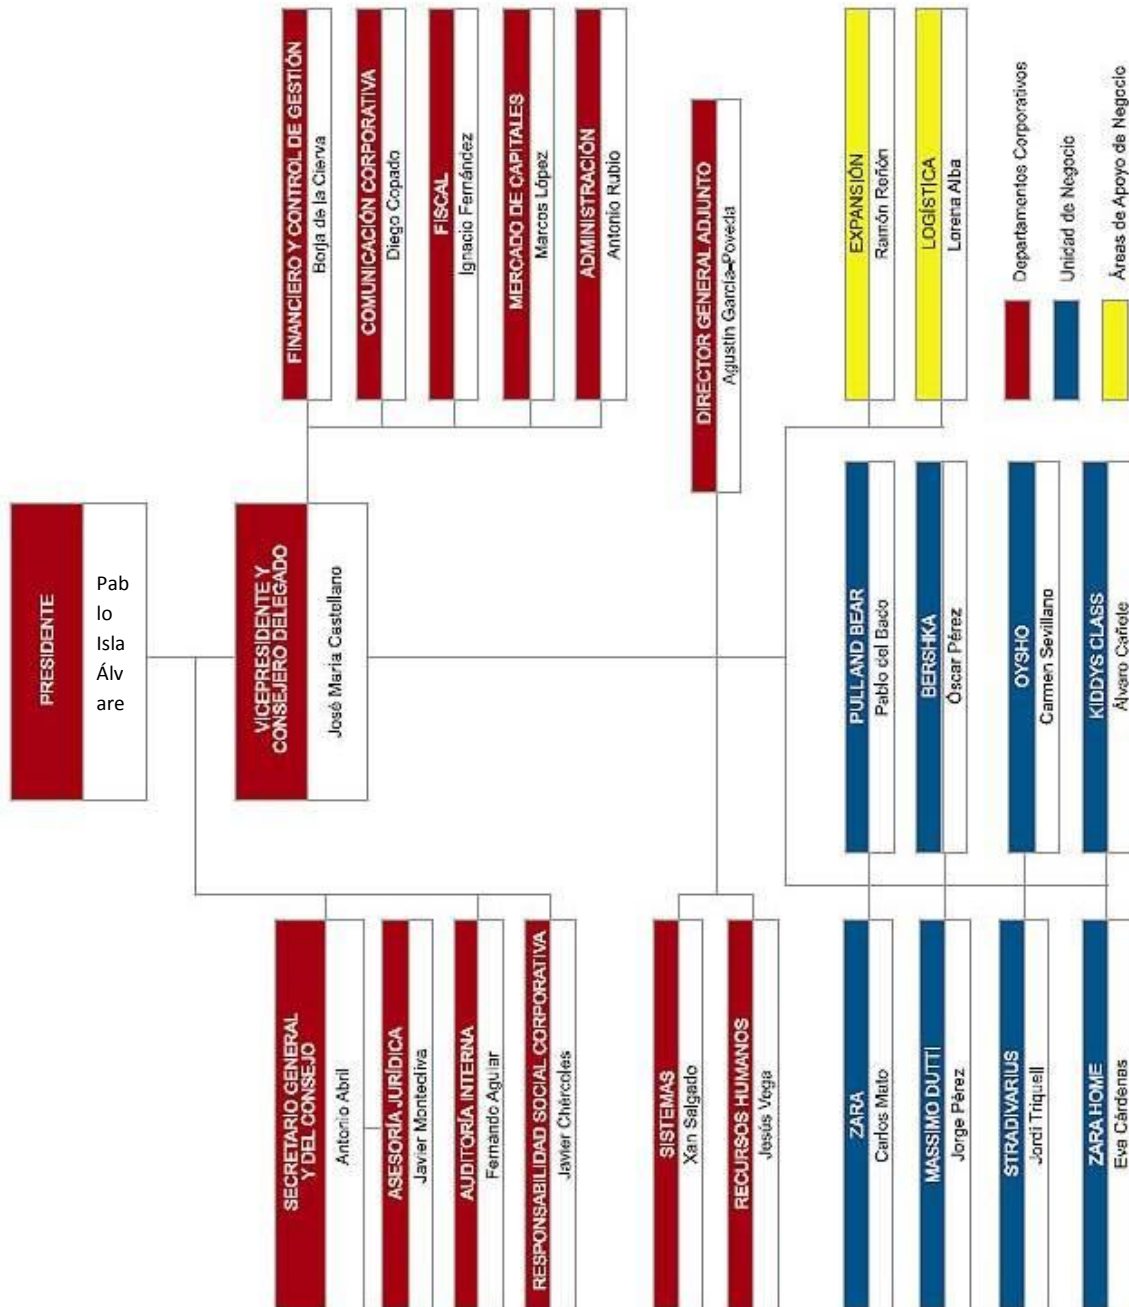 PRESIDENTE
Pab
lo
Isla
Álv
are
VICEPRESIDENTE Y
CONSEJERO DELEGADO
José María Castellano
SECRETARIO GENERAL
Y DEL CONSEJO
Antonio Abril
ASESORÍA JURÍDICA
Javier Monteoliva
AUDITORÍA INTERNA
Fernando Aguiar
RESPONSABILIDAD SOCIAL CORPORATIVA
Javier Chércoles
FINANCIERO Y CONTROL DE GESTIÓN
Borja de la Cierva
COMUNICACIÓN CORPORATIVA
Diego Copado
FISCAL
Ignacio Fernández
MERCADO DE CAPITALES
Marcos López
ADMINISTRACIÓN
Antonio Rubio
DIRECTOR GENERAL ADJUNTO
Agustín García-Poveda
SISTEMAS
Xan Salgado
RECURSOS HUMANOS
Jesús Vega
ZARA
Carlos Mato
MASSIMO DUTTI
Jorge Pérez
STRADIVARIUS
Jordi Triquell
ZARA HOME
Eva Cárdenas
PULL AND BEAR
Pablo del Bado
BERSHKA
Óscar Pérez
OYSHO
Carmen Sevillano
KIDDYS CLASS
Álvaro Cañete
EXPANSIÓN
Ramón Reñón
LOGÍSTICA
Lorena Alba
Departamentos Corporativos
Unidad de Negocio
Áreas de Apoyo de Negocio